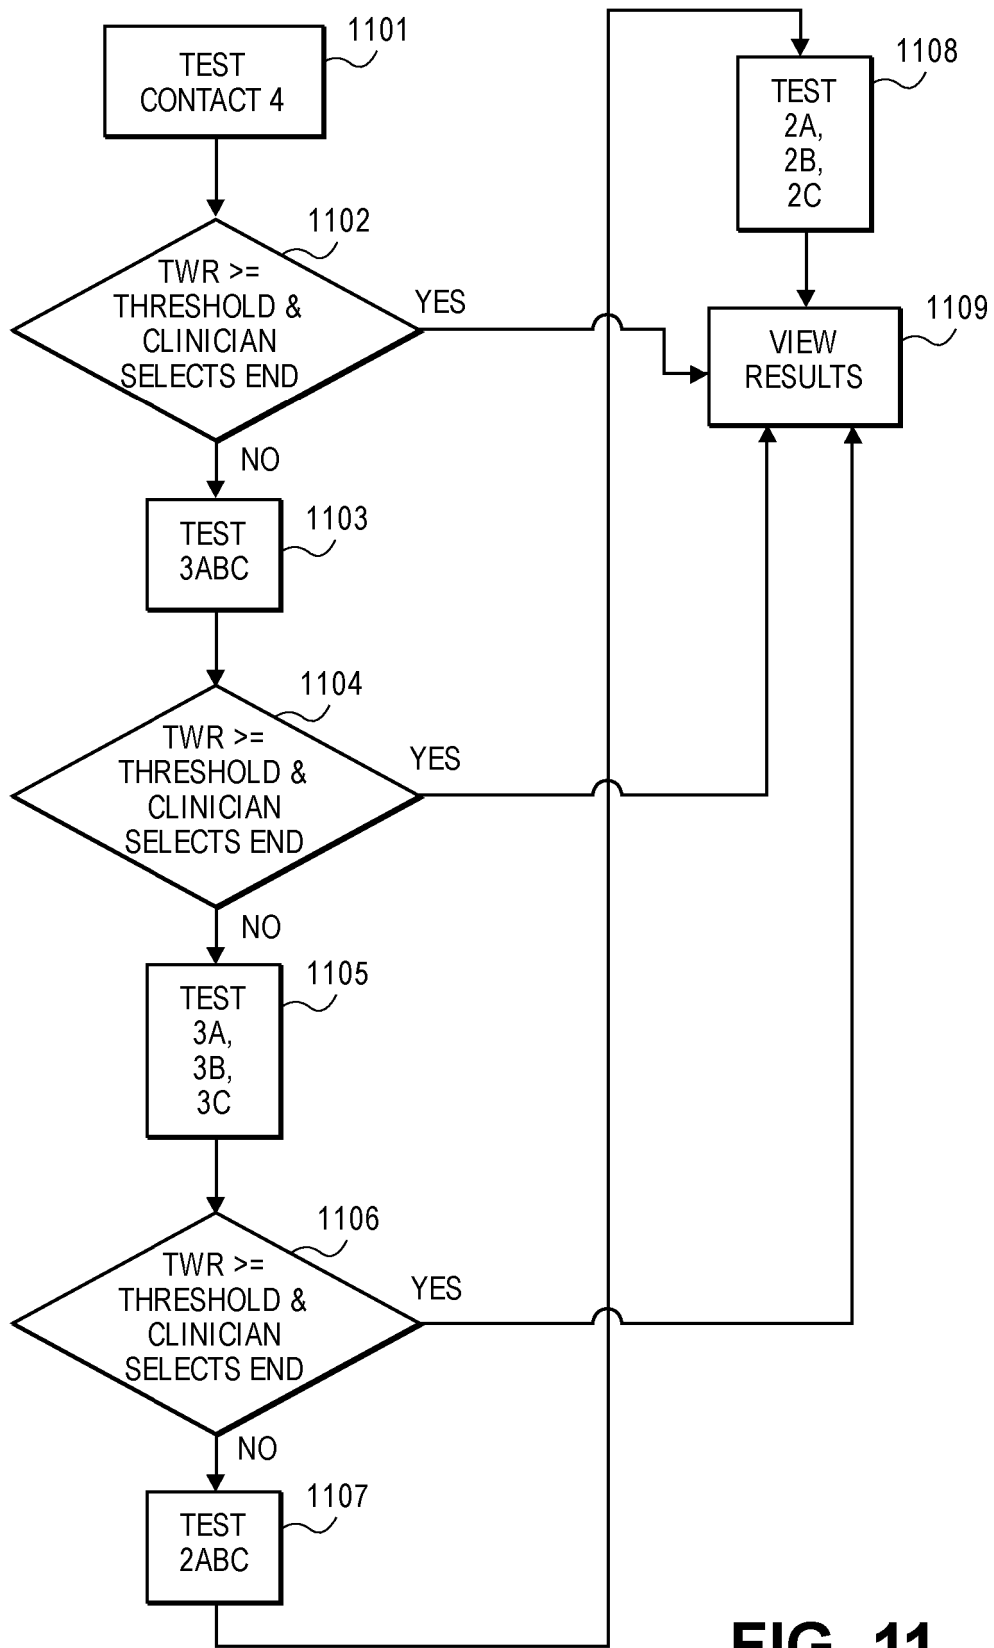 1101
TEST
CONTACT 4
1102
TWR >=
THRESHOLD &
CLINICIAN
SELECTS END
YES
NO
1103
TEST
3ABC
1104
TWR >=
THRESHOLD &
CLINICIAN
SELECTS END
YES
NO
1105
TEST
3A,
3B,
3C
1106
TWR >=
THRESHOLD &
CLINICIAN
SELECTS END
YES
NO
1107
TEST
2ABC
1108
TEST
2A,
2B,
2C
1109
VIEW
RESULTS
FIG. 11